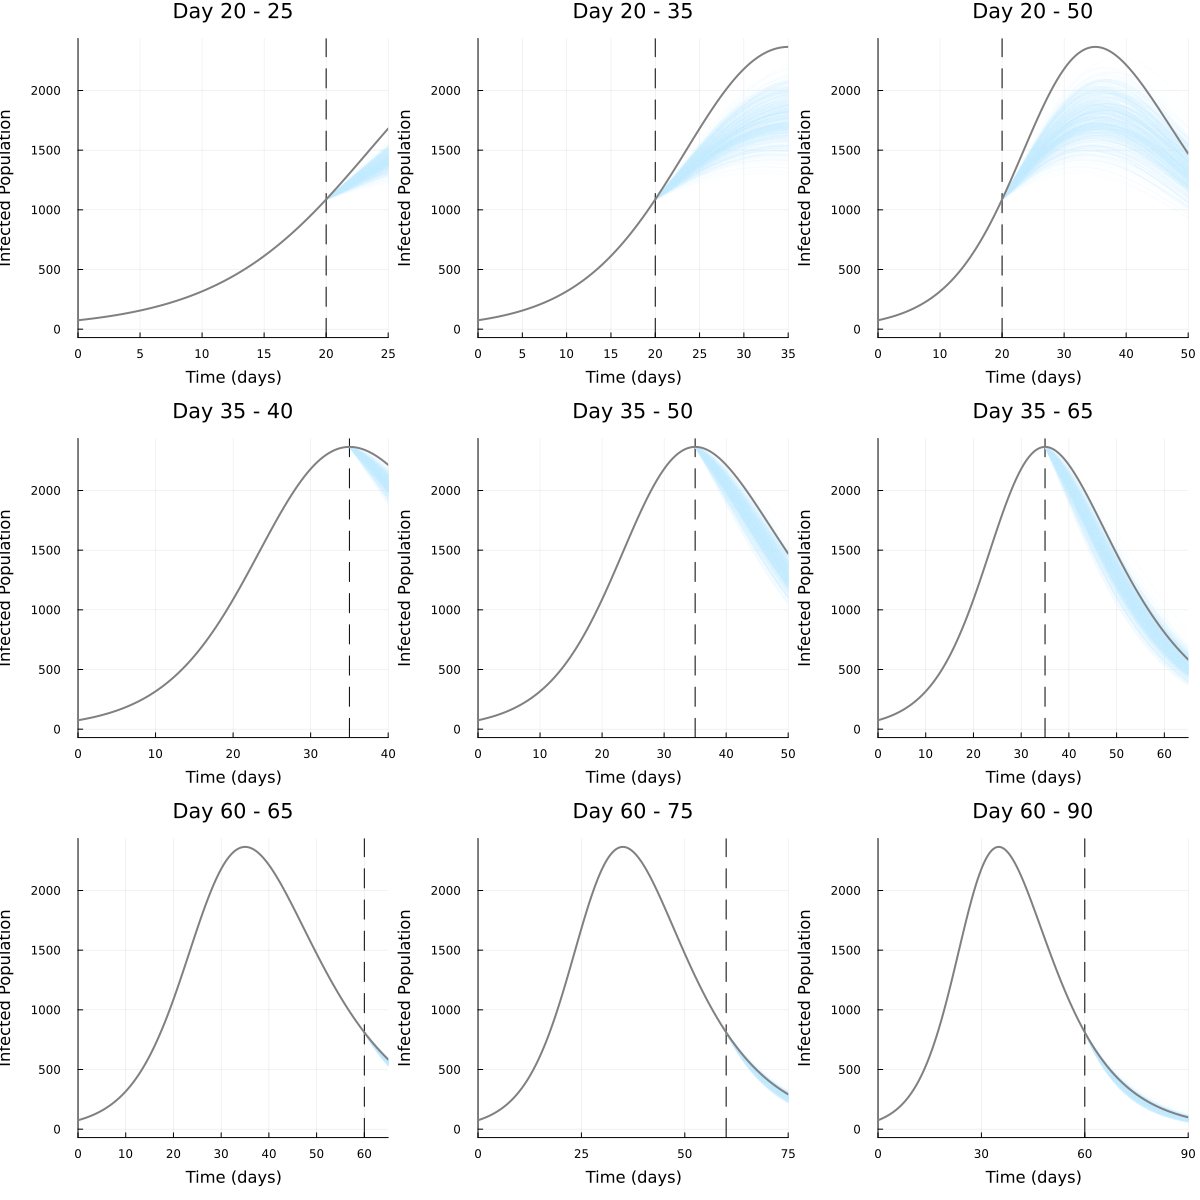 Day 20 - 25
Infected Population
2000
1500
1000
500
0
0 5 10 15 20 25
Time (days)
Day 20 - 35
Infected Population
2000
1500
1000
500
0
0 5 10 15 20 25 30 35
Time (days)
Day 20 - 50
Infected Population
2000
1500
1000
500
0
0 10 20 30 40 50
Time (days)
Day 35 - 40
Infected Population
2000
1500
1000
500
0
0 10 20 30 40
Time (days)
Day 35 - 50
Infected Population
2000
1500
1000
500
0
0 10 20 30 40 50
Time (days)
Day 35 - 65
Infected Population
2000
1500
1000
500
0
0 10 20 30 40 50 60
Time (days)
Day 60 - 65
Infected Population
2000
1500
1000
500
0
0 10 20 30 40 50 60
Time (days)
Day 60 - 75
Infected Population
2000
1500
1000
500
0
0 25 50 75
Time (days)
Day 60 - 90
Infected Population
2000
1500
1000
500
0
0 30 60 90
Time (days)